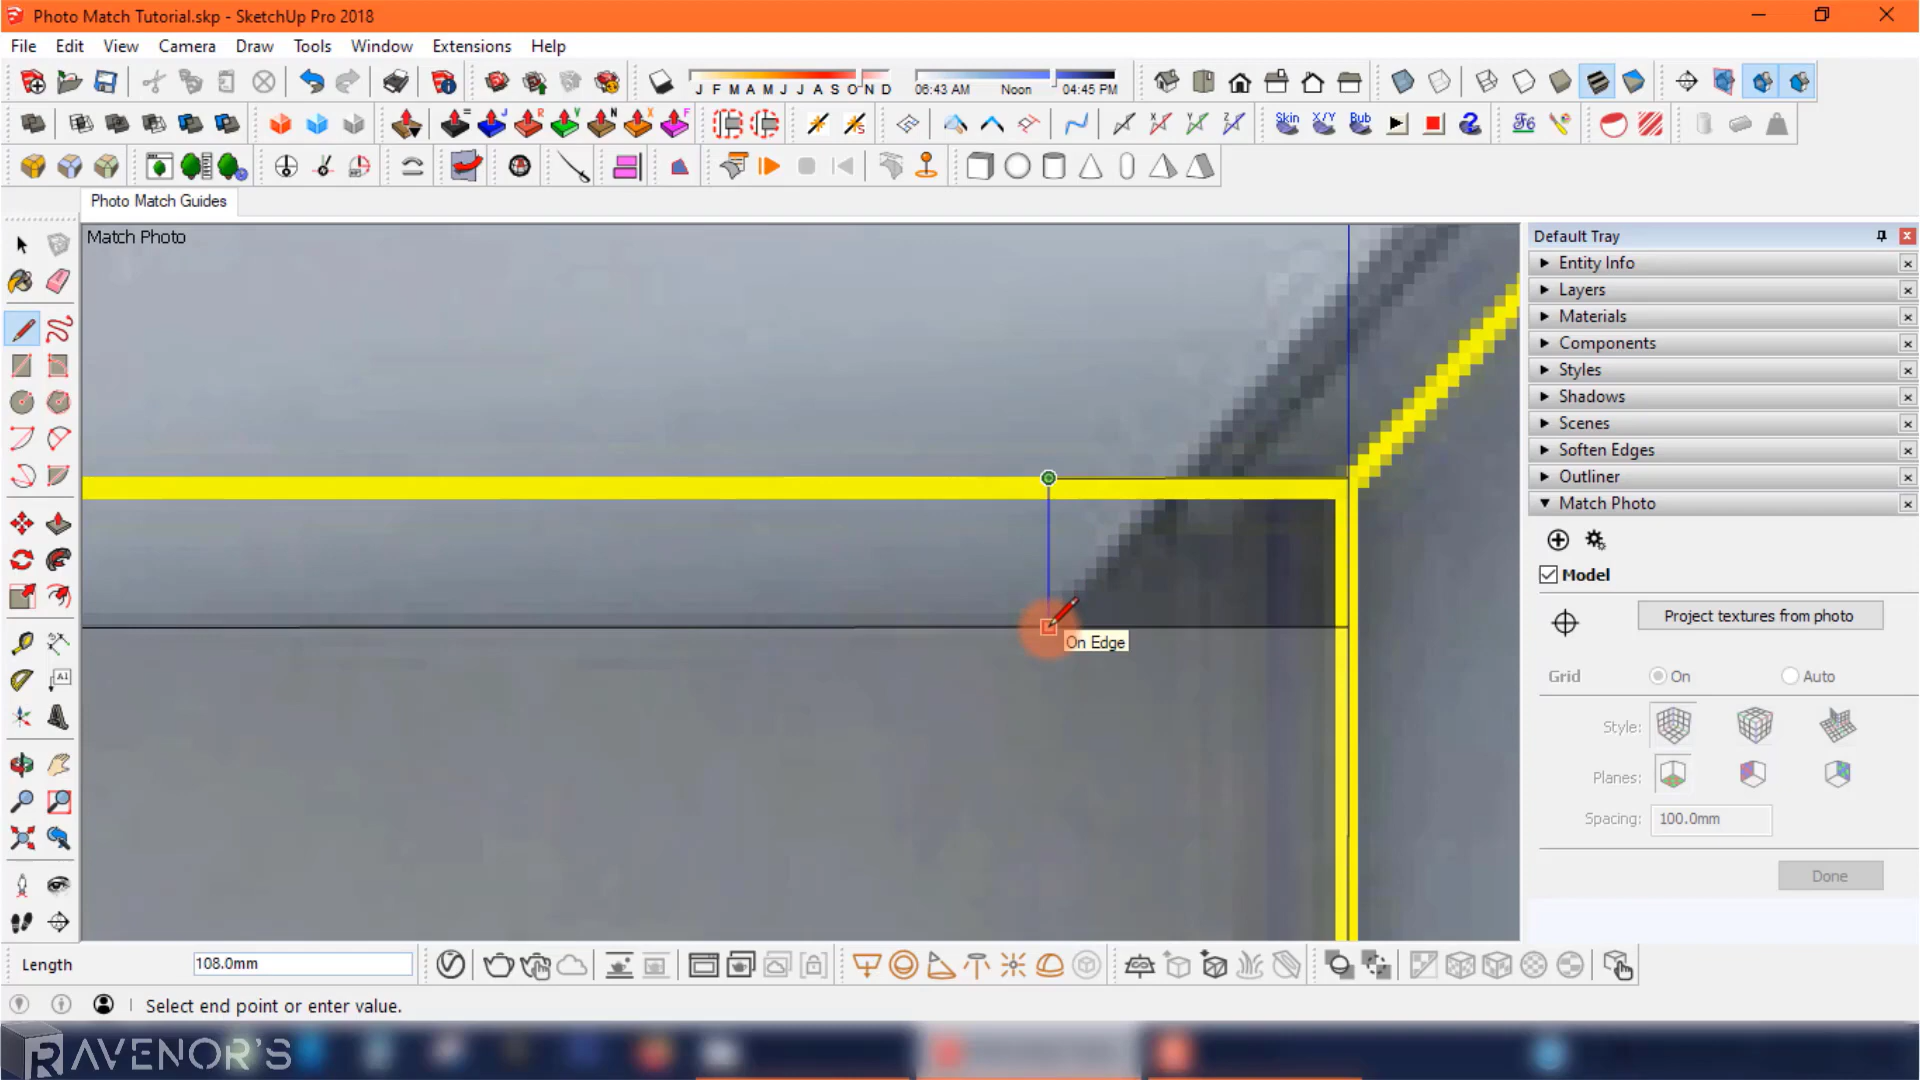 Photo Match Tutorial.skp - SketchUp Pro 2018
File Edit View Camera Draw Tools Window Extensions Help
J F M A M J J A S O N D 06:43 AM Noon 04:45 PM
= J R V N X F
S X Y Z Skin X/Y Bub F6
Photo Match Guides
Match Photo
On Edge
A1
Default Tray
Entity Info
Layers
Materials
Components
Styles
Shadows
Scenes
Soften Edges
Outliner
Match Photo
Model
Project textures from photo
Grid On Auto
Style:
Planes:
Spacing: 100.0mm
Done
Length 108.0mm
Select end point or enter value.
RAVENOR'S